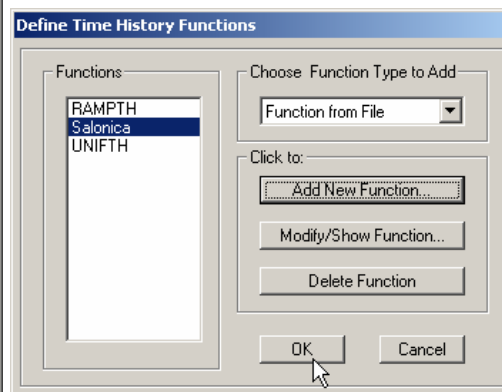 Define Time History Functions
Functions
RAMPTH
Salonica
UNIFTH
Choose Function Type to Add
Function from File
Click to:
Add New Function...
Modify/Show Function...
Delete Function
OK
Cancel